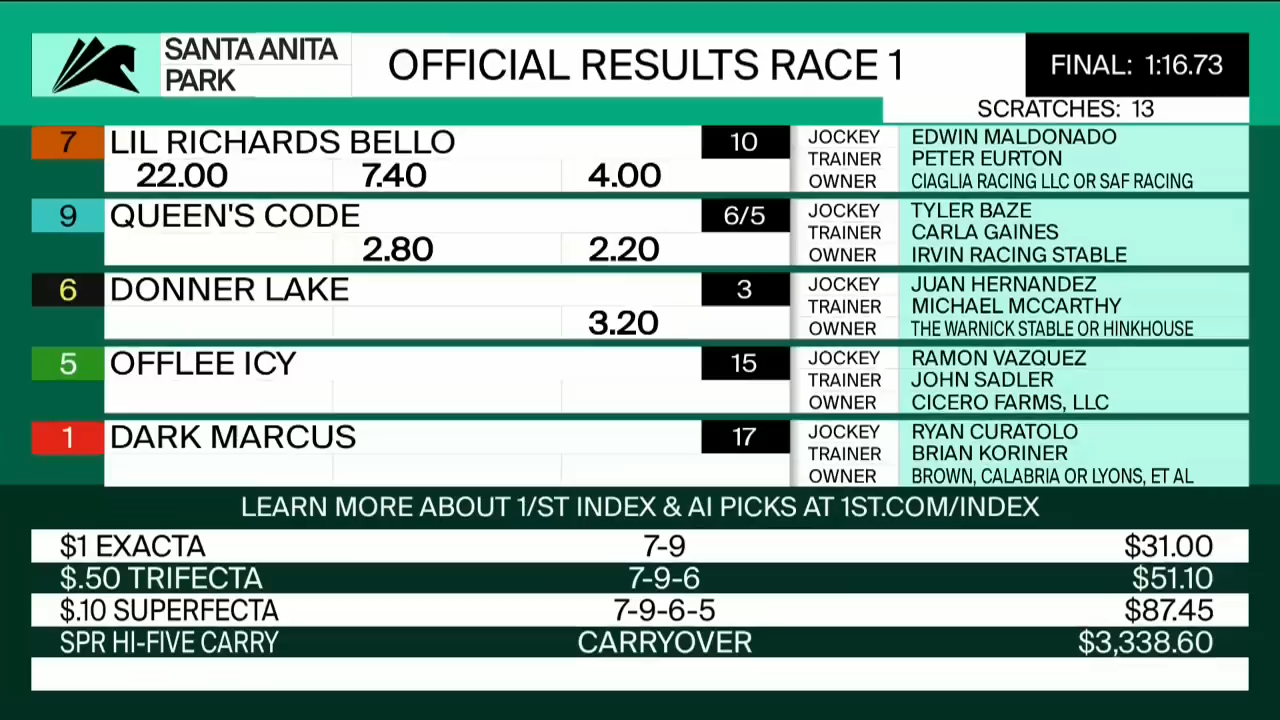 SANTA ANITA PARK
OFFICIAL RESULTS RACE 1
FINAL: 1:16.73
SCRATCHES: 13
7 LIL RICHARDS BELLO 10
22.00 7.40 4.00
JOCKEY EDWIN MALDONADO
TRAINER PETER EURTON
OWNER CIAGLIA RACING LLC OR SAF RACING
9 QUEEN'S CODE 6/5
2.80 2.20
JOCKEY TYLER BAZE
TRAINER CARLA GAINES
OWNER IRVIN RACING STABLE
6 DONNER LAKE 3
3.20
JOCKEY JUAN HERNANDEZ
TRAINER MICHAEL MCCARTHY
OWNER THE WARNICK STABLE OR HINKHOUSE
5 OFFLEE ICY 15
JOCKEY RAMON VAZQUEZ
TRAINER JOHN SADLER
OWNER CICERO FARMS, LLC
1 DARK MARCUS 17
JOCKEY RYAN CURATOLO
TRAINER BRIAN KORINER
OWNER BROWN, CALABRIA OR LYONS, ET AL
LEARN MORE ABOUT 1/ST INDEX & AI PICKS AT 1ST.COM/INDEX
$1 EXACTA 7-9 $31.00
$.50 TRIFECTA 7-9-6 $51.10
$.10 SUPERFECTA 7-9-6-5 $87.45
SPR HI-FIVE CARRY CARRYOVER $3,338.60